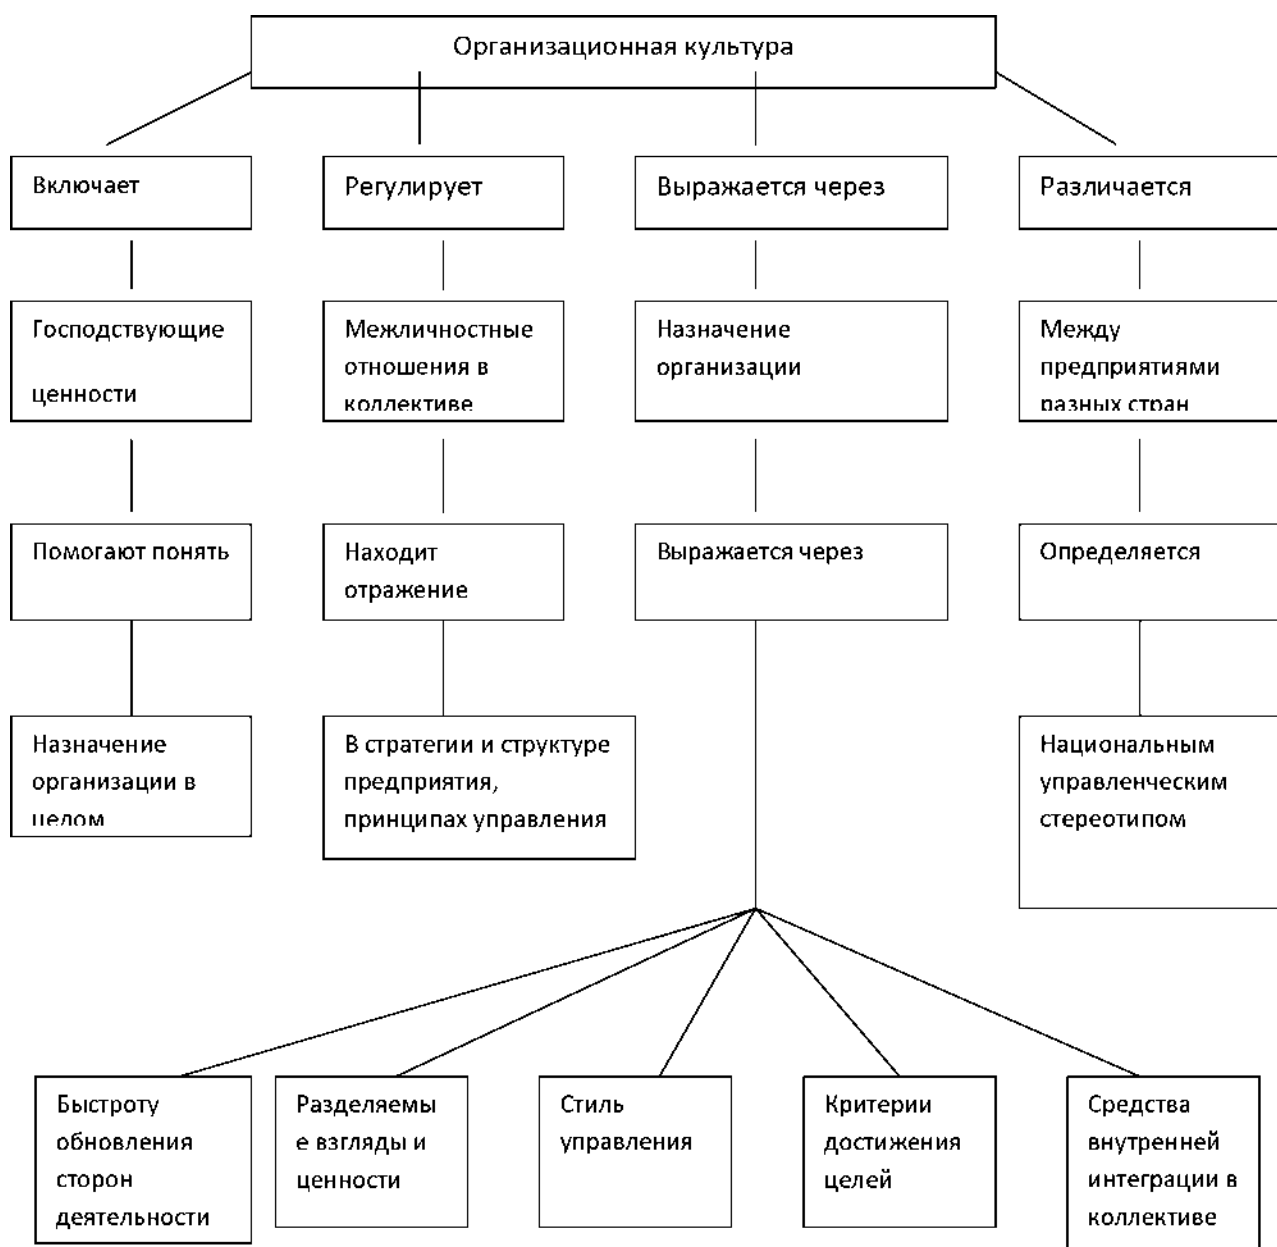 Организационная культура
Включает
Регулирует
Выражается через
Различается
Господствующие
ценности
Межличностные
отношения в
коллективе
Назначение
организации
Между
предприятиями
разных стран
Помогают понять
Находит
отражение
Выражается через
Определяется
Назначение
организации в
целом
В стратегии и структуре
предприятия,
принципах управления
Национальным
управленческим
стереотипом
Быстроту
обновления
сторон
деятельности
Разделяемы
е взгляды и
ценности
Стиль
управления
Критерии
достижения
целей
Средства
внутренней
интеграции в
коллективе